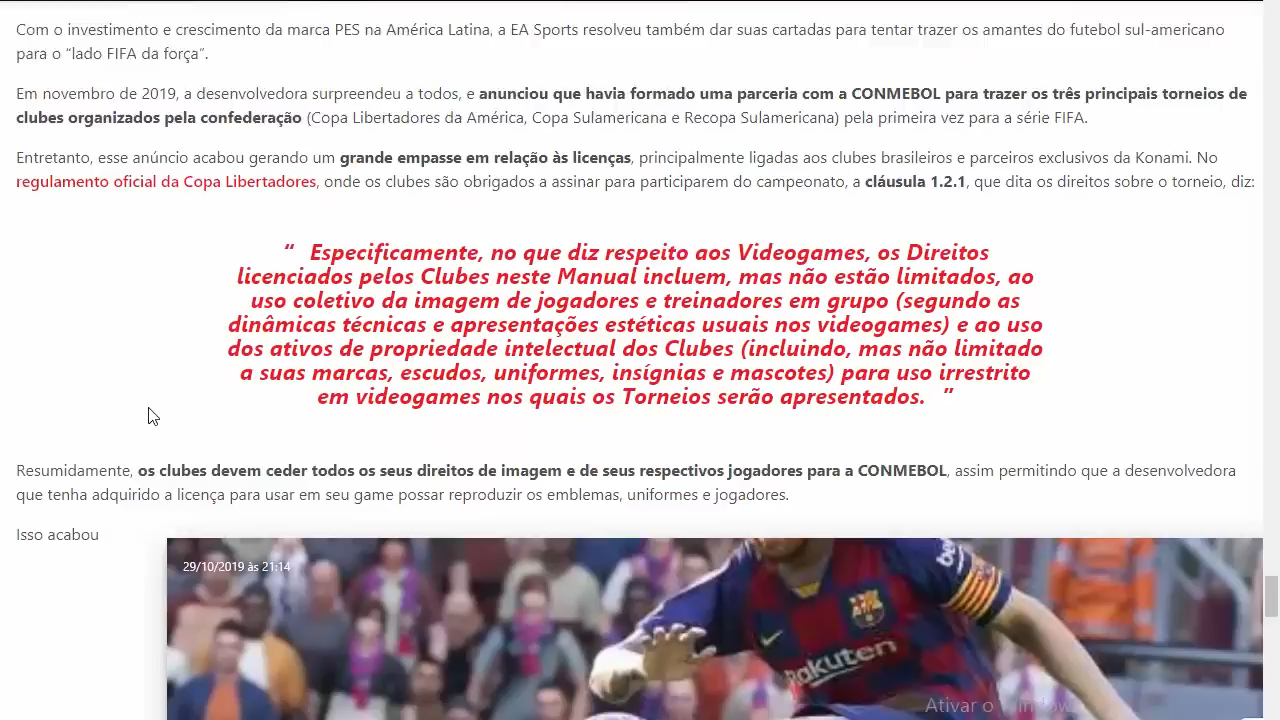 Com o investimento e crescimento da marca PES na América Latina, a EA Sports resolveu também dar suas cartadas para tentar trazer os amantes do futebol sul-americano
para o “lado FIFA da força”.
Em novembro de 2019, a desenvolvedora surpreendeu a todos, e anunciou que havia formado uma parceria com a CONMEBOL para trazer os três principais torneios de
clubes organizados pela confederação (Copa Libertadores da América, Copa Sulamericana e Recopa Sulamericana) pela primeira vez para a série FIFA.
Entretanto, esse anúncio acabou gerando um grande empasse em relação às licenças, principalmente ligadas aos clubes brasileiros e parceiros exclusivos da Konami. No
regulamento oficial da Copa Libertadores, onde os clubes são obrigados a assinar para participarem do campeonato, a cláusula 1.2.1, que dita os direitos sobre o torneio, diz:
“ Especificamente, no que diz respeito aos Videogames, os Direitos
licenciados pelos Clubes neste Manual incluem, mas não estão limitados, ao
uso coletivo da imagem de jogadores e treinadores em grupo (segundo as
dinâmicas técnicas e apresentações estéticas usuais nos videogames) e ao uso
dos ativos de propriedade intelectual dos Clubes (incluindo, mas não limitado
a suas marcas, escudos, uniformes, insígnias e mascotes) para uso irrestrito
em videogames nos quais os Torneios serão apresentados. ”
Resumidamente, os clubes devem ceder todos os seus direitos de imagem e de seus respectivos jogadores para a CONMEBOL, assim permitindo que a desenvolvedora
que tenha adquirido a licença para usar em seu game possar reproduzir os emblemas, uniformes e jogadores.
Isso acabou
29/10/2019 às 21:14
Rakuten
Ativar o Windows